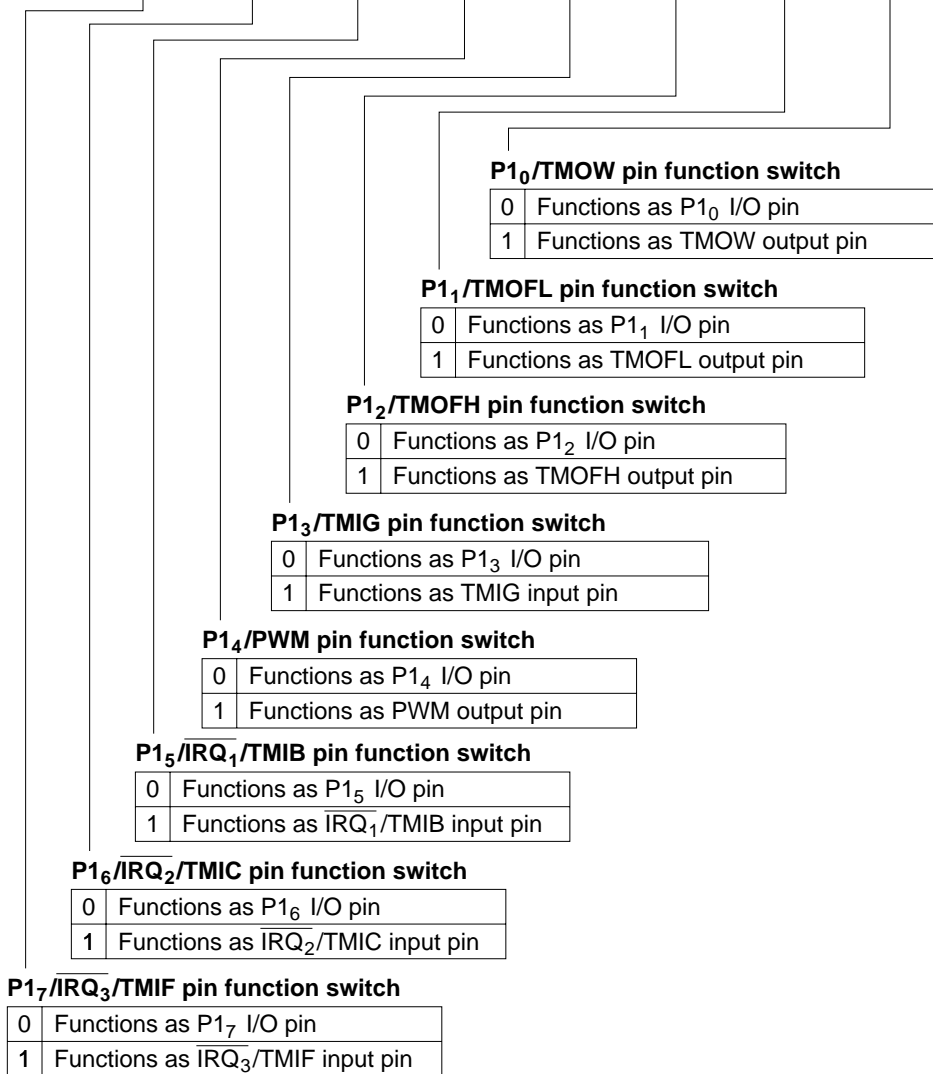 P1₀/TMOW pin function switch
0 Functions as P1₀ I/O pin
1 Functions as TMOW output pin
P1₁/TMOFL pin function switch
0 Functions as P1₁ I/O pin
1 Functions as TMOFL output pin
P1₂/TMOFH pin function switch
0 Functions as P1₂ I/O pin
1 Functions as TMOFH output pin
P1₃/TMIG pin function switch
0 Functions as P1₃ I/O pin
1 Functions as TMIG input pin
P1₄/PWM pin function switch
0 Functions as P1₄ I/O pin
1 Functions as PWM output pin
P1₅/I̅R̅Q̅₁/TMIB pin function switch
0 Functions as P1₅ I/O pin
1 Functions as I̅R̅Q̅₁/TMIB input pin
P1₆/I̅R̅Q̅₂/TMIC pin function switch
0 Functions as P1₆ I/O pin
1 Functions as I̅R̅Q̅₂/TMIC input pin
P1₇/I̅R̅Q̅₃/TMIF pin function switch
0 Functions as P1₇ I/O pin
1 Functions as I̅R̅Q̅₃/TMIF input pin